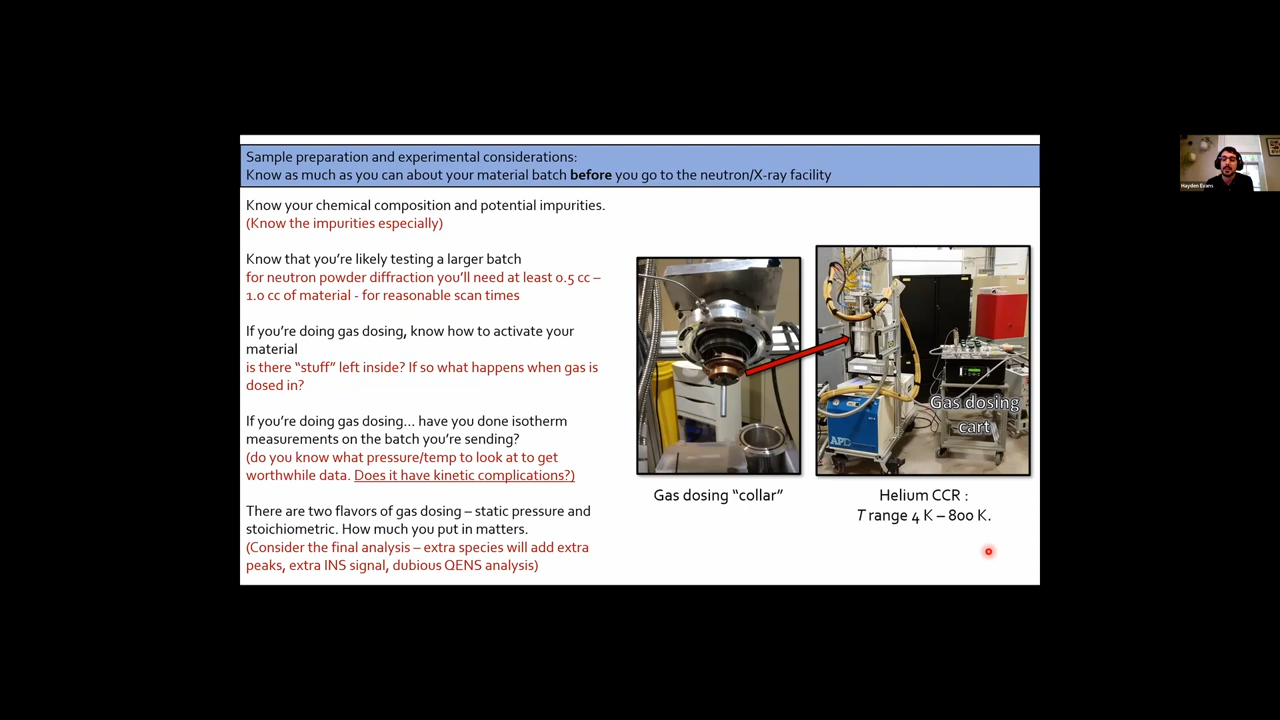 Sample preparation and experimental considerations:
Know as much as you can about your material batch before you go to the neutron/X-ray facility
Know your chemical composition and potential impurities.
(Know the impurities especially)
Know that you're likely testing a larger batch
for neutron powder diffraction you'll need at least 0.5 cc –
1.0 cc of material - for reasonable scan times
If you're doing gas dosing, know how to activate your
material
is there “stuff” left inside? If so what happens when gas is
dosed in?
If you're doing gas dosing... have you done isotherm
measurements on the batch you're sending?
(do you know what pressure/temp to look at to get
worthwhile data. Does it have kinetic complications?)
There are two flavors of gas dosing – static pressure and
stoichiometric. How much you put in matters.
(Consider the final analysis – extra species will add extra
peaks, extra INS signal, dubious QENS analysis)
Gas dosing “collar”
APD
Gas dosing
cart
Helium CCR :
T range 4 K – 800 K.
Hayden Evans